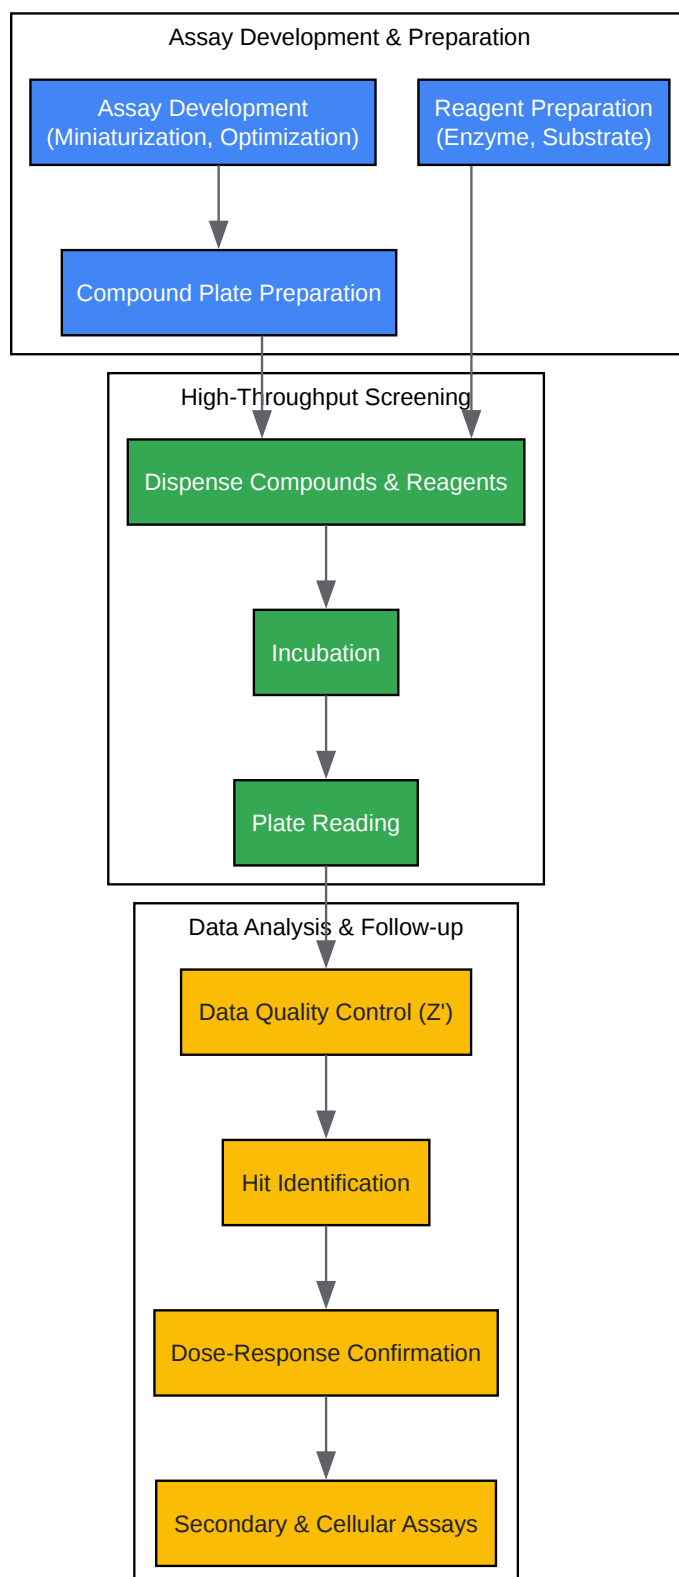 Assay Development & Preparation
Assay Development
(Miniaturization, Optimization)
Reagent Preparation
(Enzyme, Substrate)
Compound Plate Preparation
High-Throughput Screening
Dispense Compounds & Reagents
Incubation
Plate Reading
Data Analysis & Follow-up
Data Quality Control (Z')
Hit Identification
Dose-Response Confirmation
Secondary & Cellular Assays